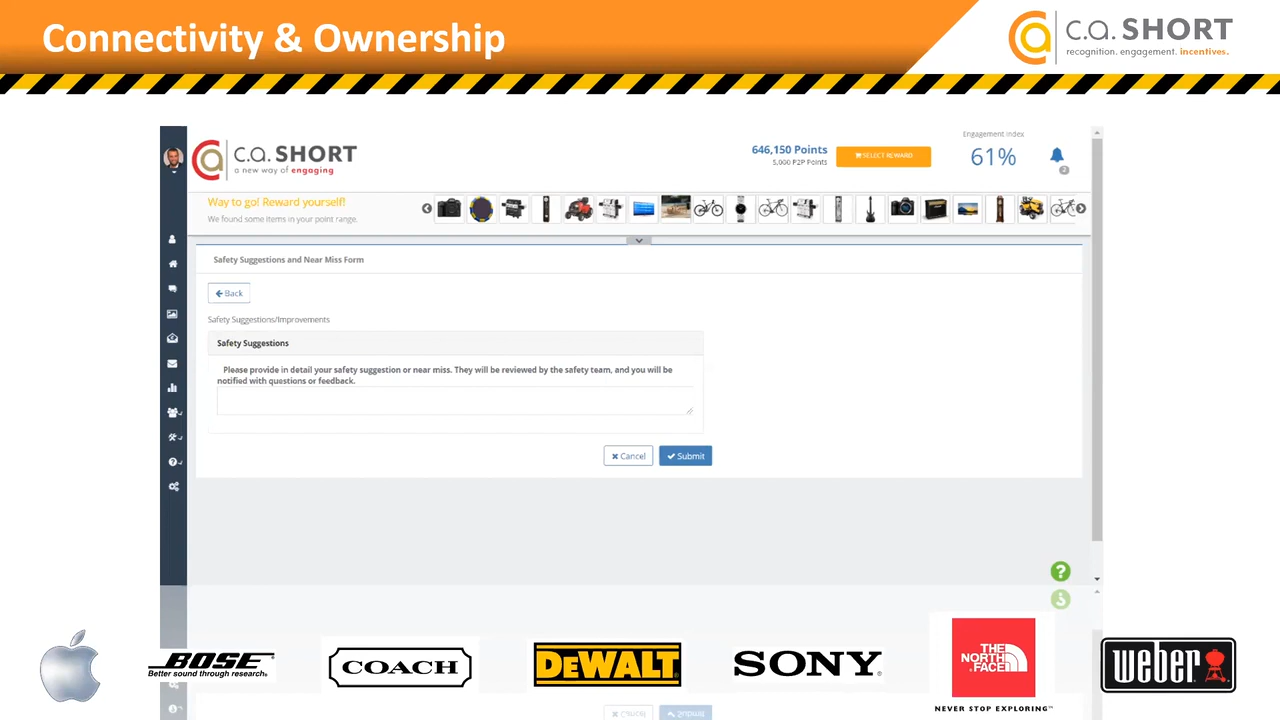 Connectivity & Ownership
c.a. SHORT
recognition. engagement. incentives.
c.a. SHORT
a new way of engaging
646,150 Points
5,000 P2P Points
SELECT REWARD
Engagement Index
61%
2
Way to go! Reward yourself!
We found some items in your point range.
Safety Suggestions and Near Miss Form
Back
Safety Suggestions/Improvements
Safety Suggestions
Please provide in detail your safety suggestion or near miss. They will be reviewed by the safety team, and you will be
notified with questions or feedback.
Cancel
Submit
?
BOSE
Better sound through research.
COACH
DEWALT
SONY
THE
NORTH
FACE
NEVER STOP EXPLORING™
weber
Cancel
Submit